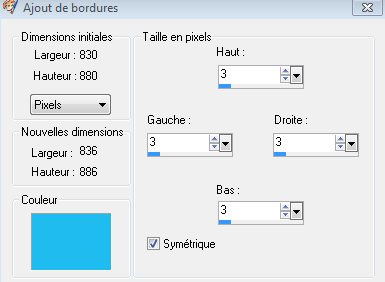 Ajout de bordures
Dimensions initiales
Largeur : 830
Hauteur : 880
Pixels
Nouvelles dimensions
Largeur : 836
Hauteur : 886
Couleur
Taille en pixels
Haut :
3
Gauche :
3
Droite :
3
Bas :
3
Symétrique